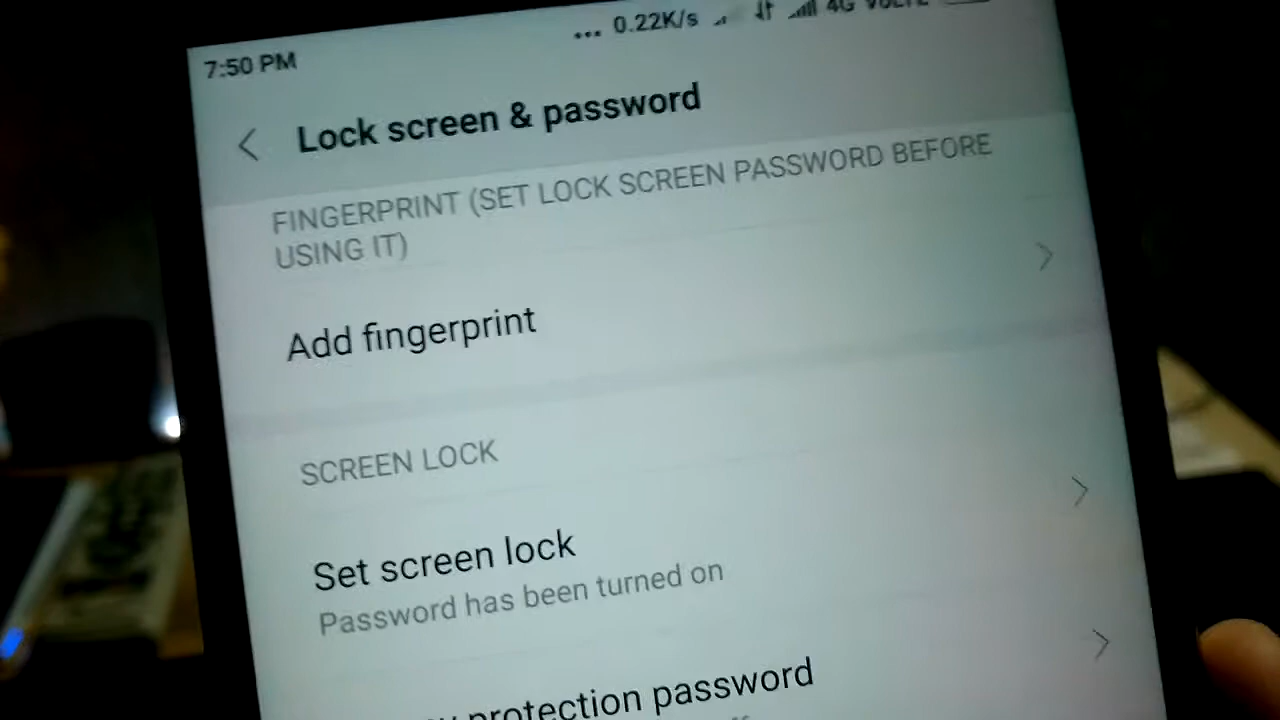 7:50 PM ... 0.22K/s 4G VoLTE
Lock screen & password
FINGERPRINT (SET LOCK SCREEN PASSWORD BEFORE
USING IT)
Add fingerprint
SCREEN LOCK
Set screen lock
Password has been turned on
protection password